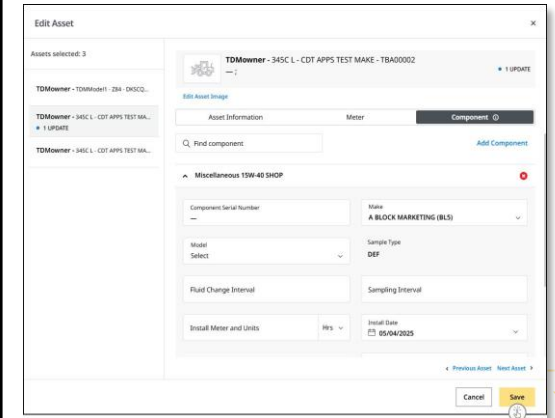 Edit Asset
Assets selected: 3
TDMowner - TDMModel1 - Z84 - DKSCQ...
TDMowner - 345C L - CDT APPS TEST MA...
1 UPDATE
TDMowner - 345C L - CDT APPS TEST MA...
TDMowner - 345C L - CDT APPS TEST MAKE - TBA00002
— ;
1 UPDATE
Edit Asset Image
Asset Information
Meter
Component
Find component
Add Component
Miscellaneous 15W-40 SHOP
Component Serial Number
—
Make
A BLOCK MARKETING (BL5)
Model
Select
Sample Type
DEF
Fluid Change Interval
Sampling Interval
Install Meter and Units
Hrs
Install Date
05/04/2025
Previous Asset
Next Asset
Cancel
Save